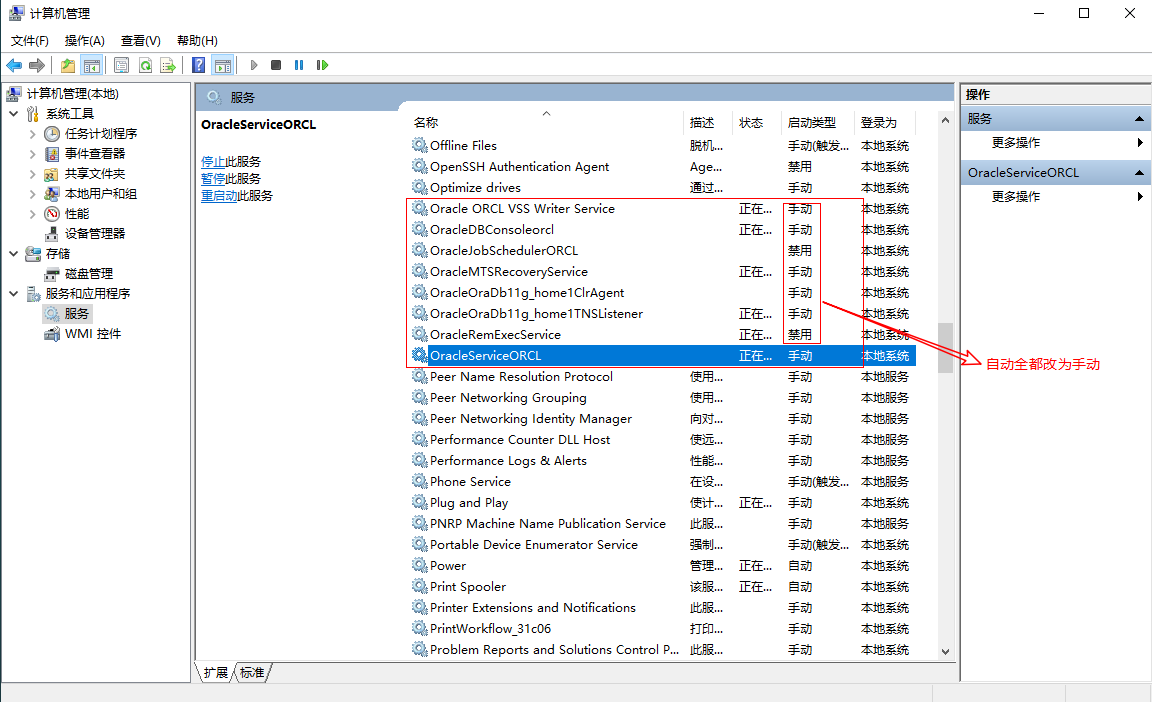 计算机管理
文件(F) 操作(A) 查看(V) 帮助(H)
计算机管理(本地)
系统工具
任务计划程序
事件查看器
共享文件夹
本地用户和组
性能
设备管理器
存储
磁盘管理
服务和应用程序
服务
WMI 控件
服务
OracleServiceORCL
停止此服务
暂停此服务
重启动此服务
名称 描述 状态 启动类型 登录为
Offline Files 脱机... 手动(触发... 本地系统
OpenSSH Authentication Agent Age... 禁用 本地系统
Optimize drives 通过... 手动 本地系统
Oracle ORCL VSS Writer Service 正在... 手动 本地系统
OracleDBConsoleorcl 正在... 手动 本地系统
OracleJobSchedulerORCL 禁用 本地系统
OracleMTSRecoveryService 正在... 手动 本地系统
OracleOraDb11g_home1ClrAgent 手动 本地系统
OracleOraDb11g_home1TNSListener 正在... 手动 本地系统
OracleRemExecService 正在... 禁用 本地系统
OracleServiceORCL 正在... 手动 本地系统
Peer Name Resolution Protocol 使用... 手动 本地服务
Peer Networking Grouping 使用... 手动 本地服务
Peer Networking Identity Manager 向对... 手动 本地服务
Performance Counter DLL Host 使远... 手动 本地服务
Performance Logs & Alerts 性能... 手动 本地服务
Phone Service 在设... 手动(触发... 本地服务
Plug and Play 使计... 正在... 手动 本地系统
PNRP Machine Name Publication Service 此服... 手动 本地服务
Portable Device Enumerator Service 强制... 手动(触发... 本地系统
Power 管理... 正在... 自动 本地系统
Print Spooler 该服... 正在... 自动 本地系统
Printer Extensions and Notifications 此服... 手动 本地系统
PrintWorkflow_31c06 打印... 手动 本地系统
Problem Reports and Solutions Control P... 此服... 手动 本地系统
扩展 标准
操作
服务
更多操作
OracleServiceORCL
更多操作
自动全都改为手动